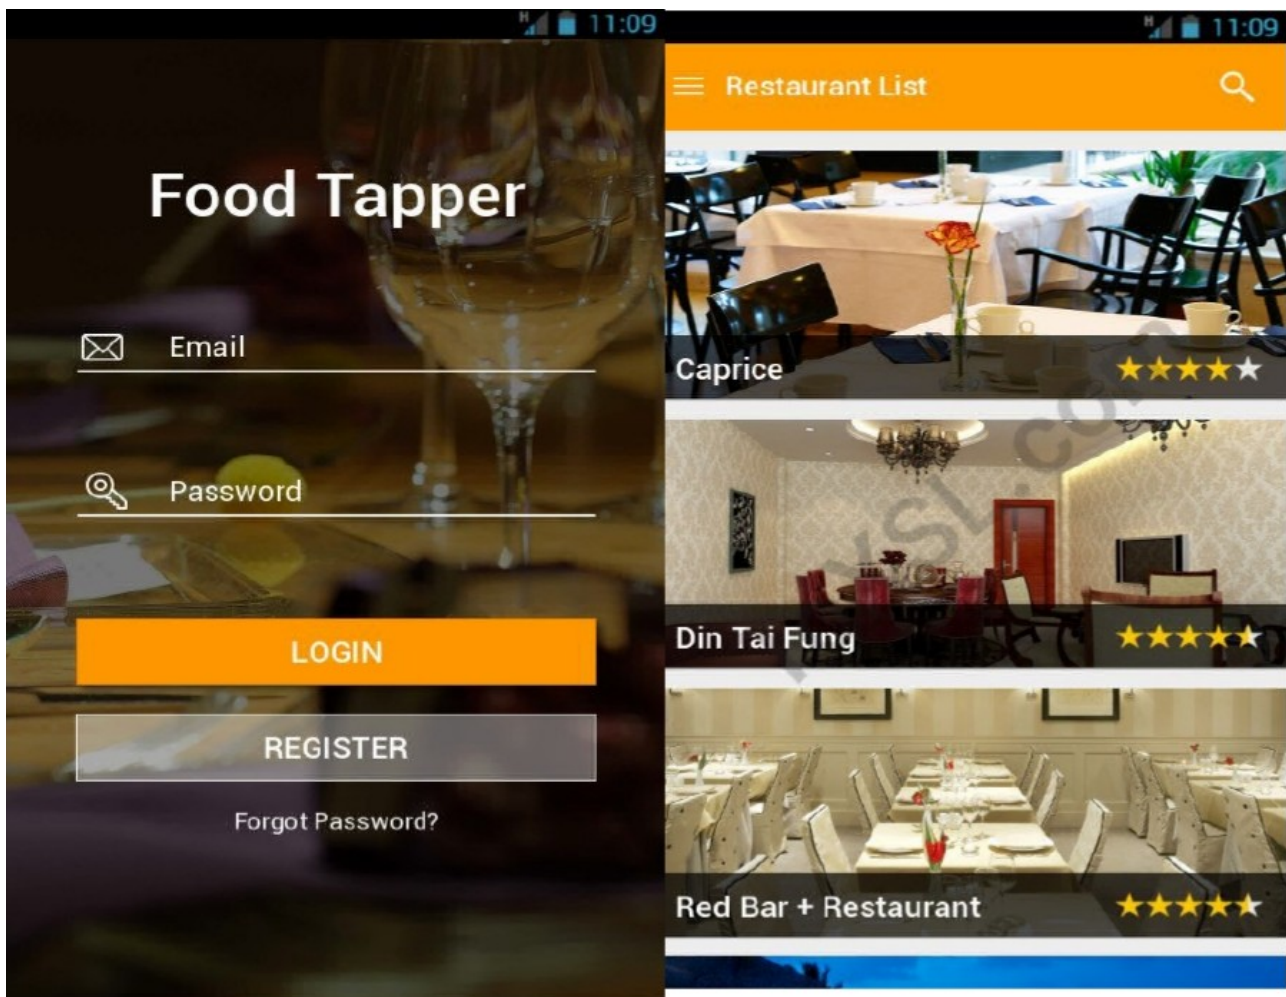 H 11:09
Food Tapper
Email
Password
LOGIN
REGISTER
Forgot Password?
H 11:09
Restaurant List
Caprice
Din Tai Fung
Red Bar + Restaurant